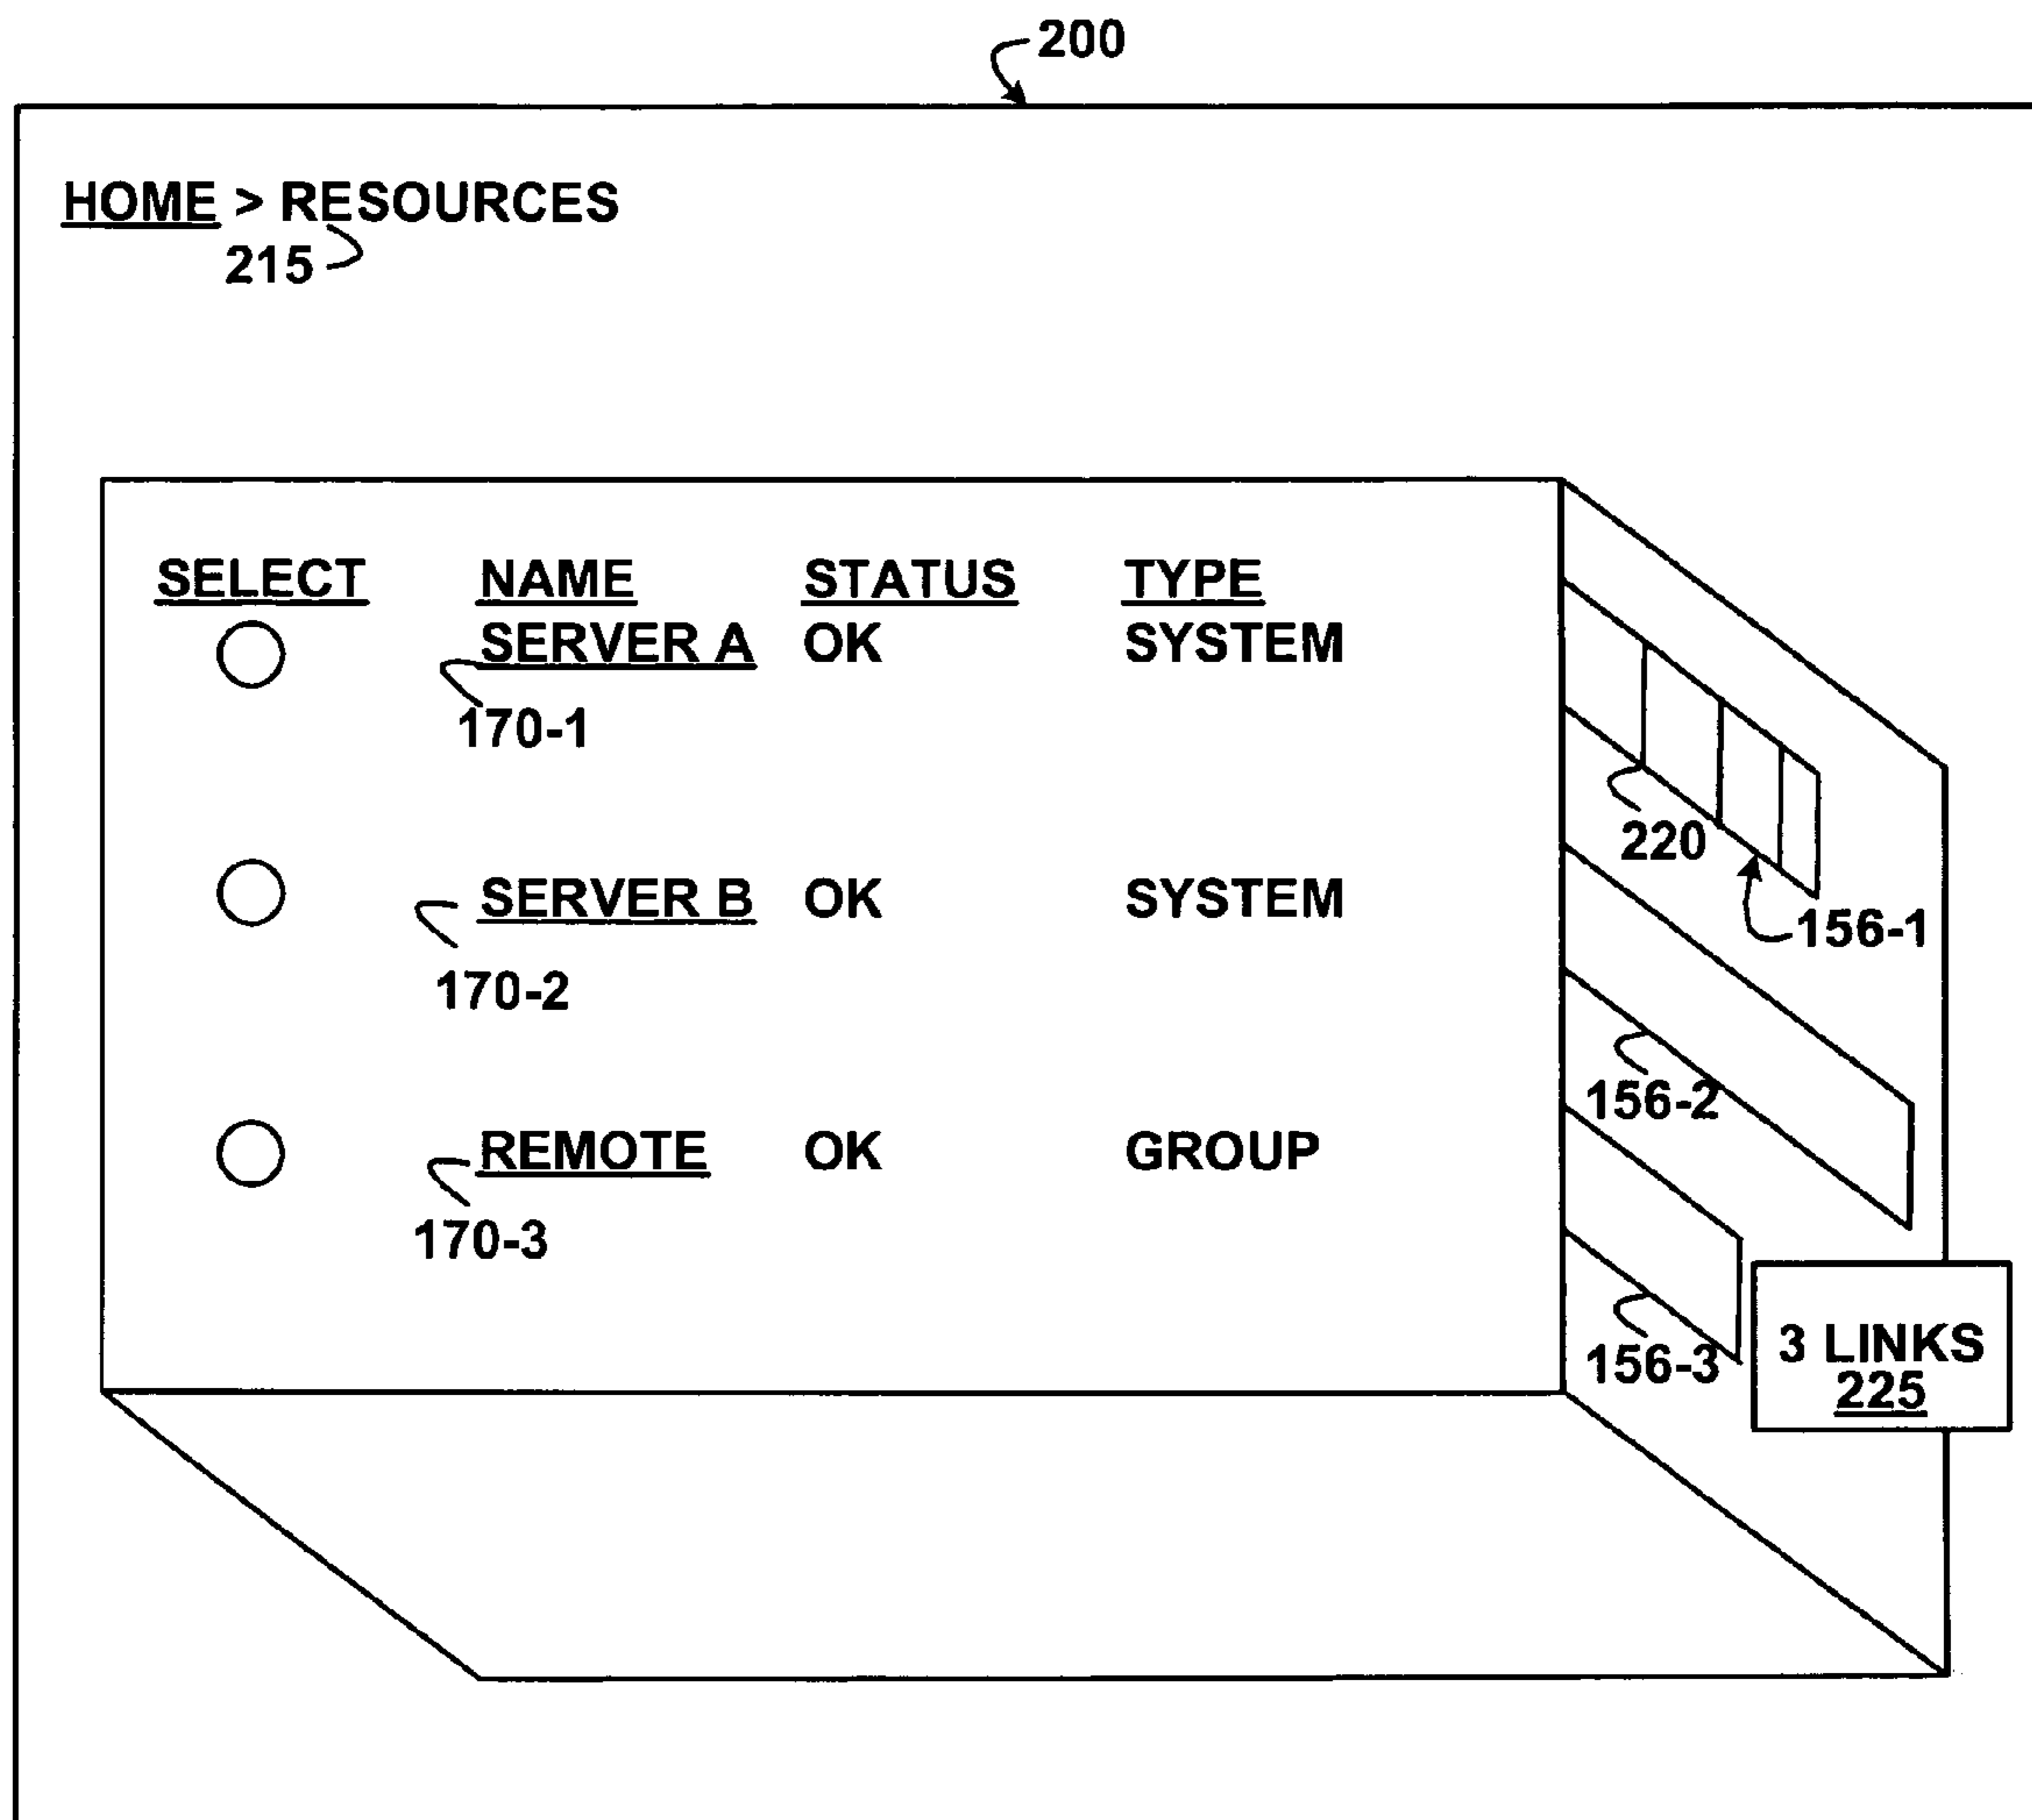 200
HOME > RESOURCES
215
SELECT NAME STATUS TYPE
SERVER A OK SYSTEM
170-1
220
SERVER B OK SYSTEM
156-1
170-2
156-2
REMOTE OK GROUP
170-3
3 LINKS
156-3
225